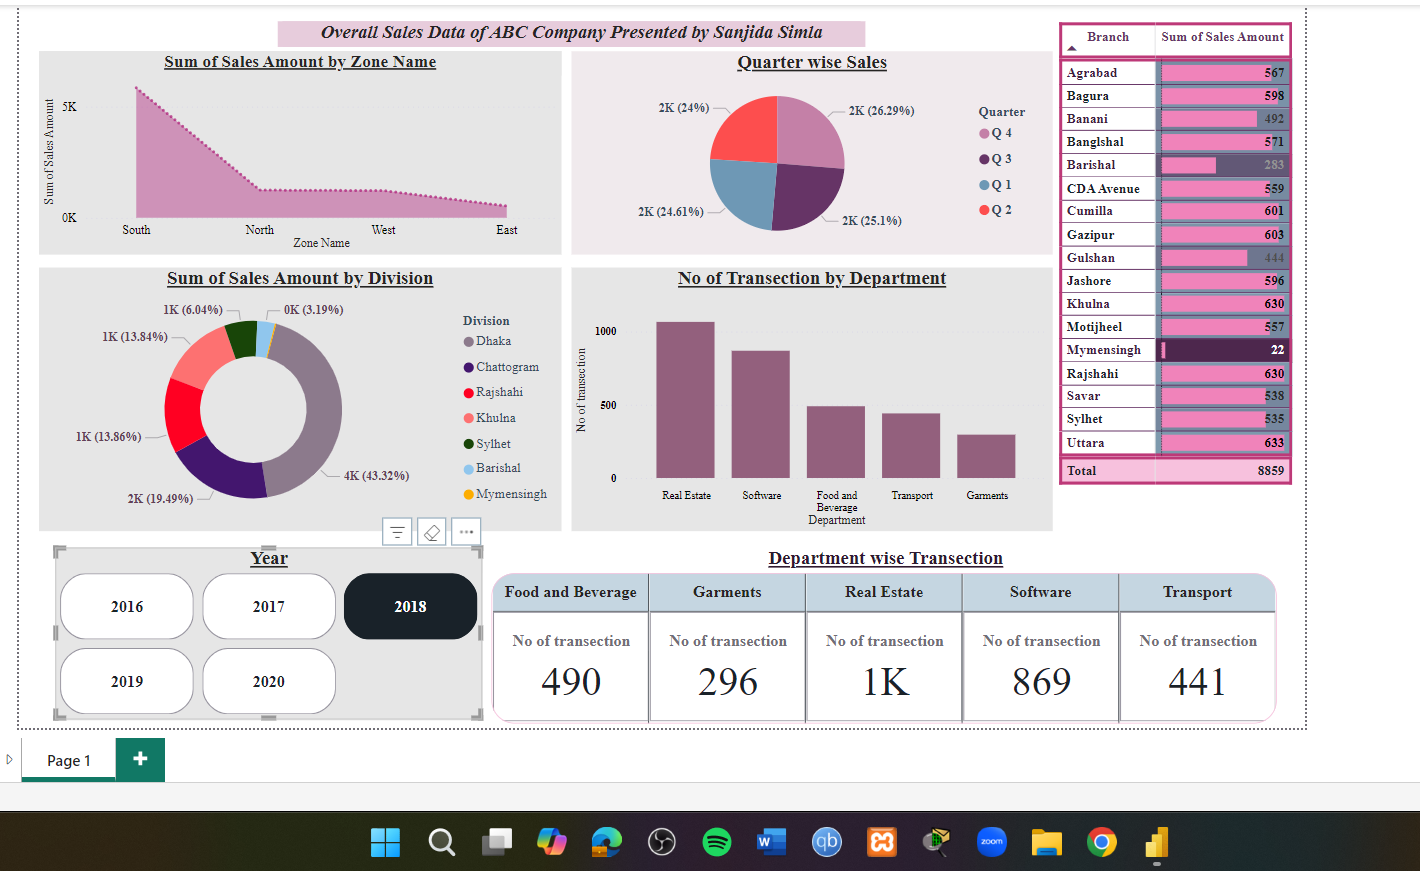 Overall Sales Data of ABC Company Presented by Sanjida Simla
Sum of Sales Amount by Zone Name
Sum of Sales Amount
5K
0K
South North West East
Zone Name
Quarter wise Sales
2K (24%)
2K (26.29%)
2K (24.61%)
2K (25.1%)
Quarter
Q 4
Q 3
Q 1
Q 2
Branch Sum of Sales Amount
Agrabad 567
Bagura 598
Banani 492
Banglshal 571
Barishal 283
CDA Avenue 559
Cumilla 601
Gazipur 603
Gulshan 444
Jashore 596
Khulna 630
Motijheel 557
Mymensingh 22
Rajshahi 630
Savar 538
Sylhet 535
Uttara 633
Total 8859
Sum of Sales Amount by Division
1K (6.04%)
0K (3.19%)
1K (13.84%)
1K (13.86%)
2K (19.49%)
4K (43.32%)
Division
Dhaka
Chattogram
Rajshahi
Khulna
Sylhet
Barishal
Mymensingh
No of Transection by Department
No of transection
1000
500
0
Real Estate Software Food and Beverage Transport Garments
Department
Year
2016 2017 2018
2019 2020
Department wise Transection
Food and Beverage Garments Real Estate Software Transport
No of transection No of transection No of transection No of transection No of transection
490 296 1K 869 441
Page 1
+
W
qb
zoom